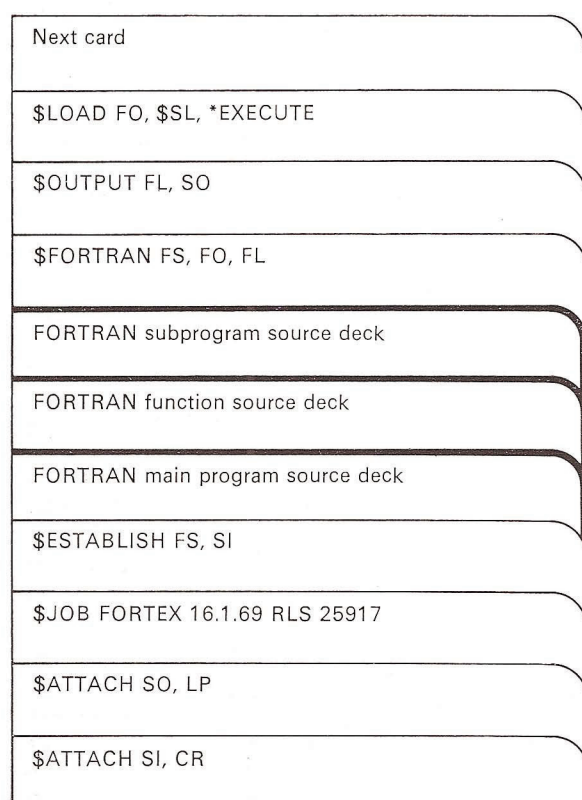 Next card
$LOAD FO, $SL, *EXECUTE
$OUTPUT FL, SO
$FORTRAN FS, FO, FL
FORTRAN subprogram source deck
FORTRAN function source deck
FORTRAN main program source deck
$ESTABLISH FS, SI
$JOB FORTEX 16.1.69 RLS 25917
$ATTACH SO, LP
$ATTACH SI, CR